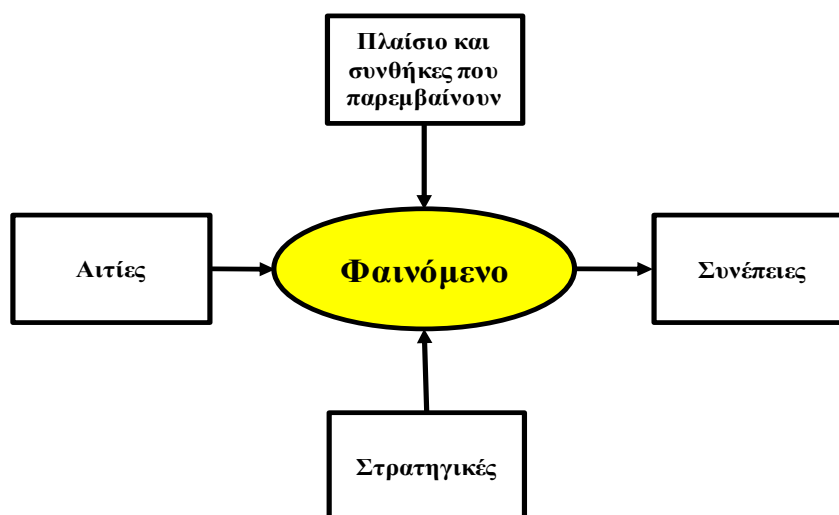 Πλαίσιο και
συνθήκες που
παρεμβαίνουν
Αιτίες
Φαινόμενο
Συνέπειες
Στρατηγικές